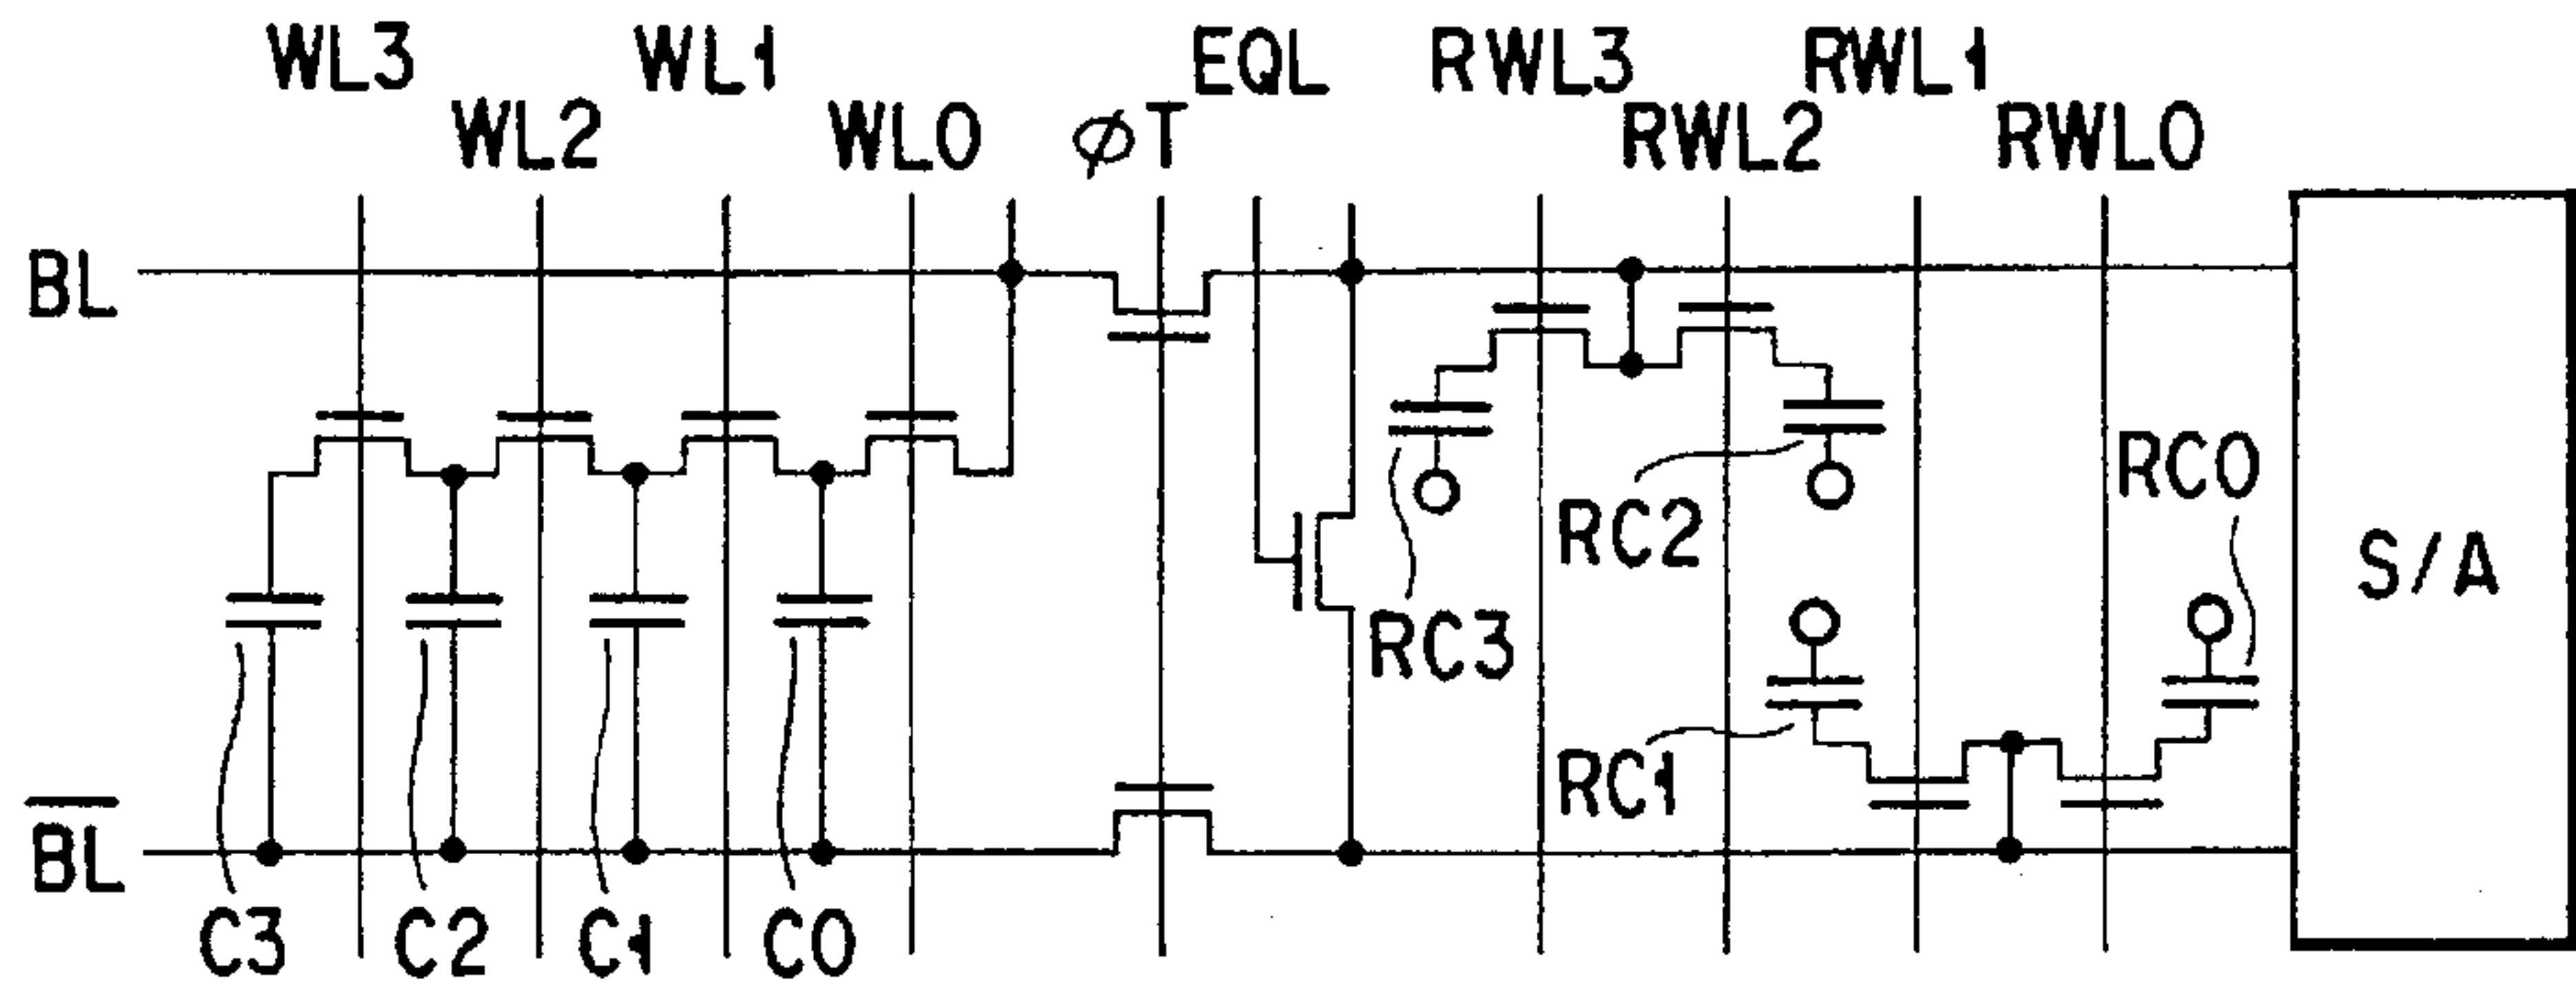 WL3 WL1 EQL RWL3 RWL1
WL2 WL0 φT RWL2 RWL0
BL
RC0
RC2
S/A
RC3
RC1
B̅L̅
C3 C2 C1 C0